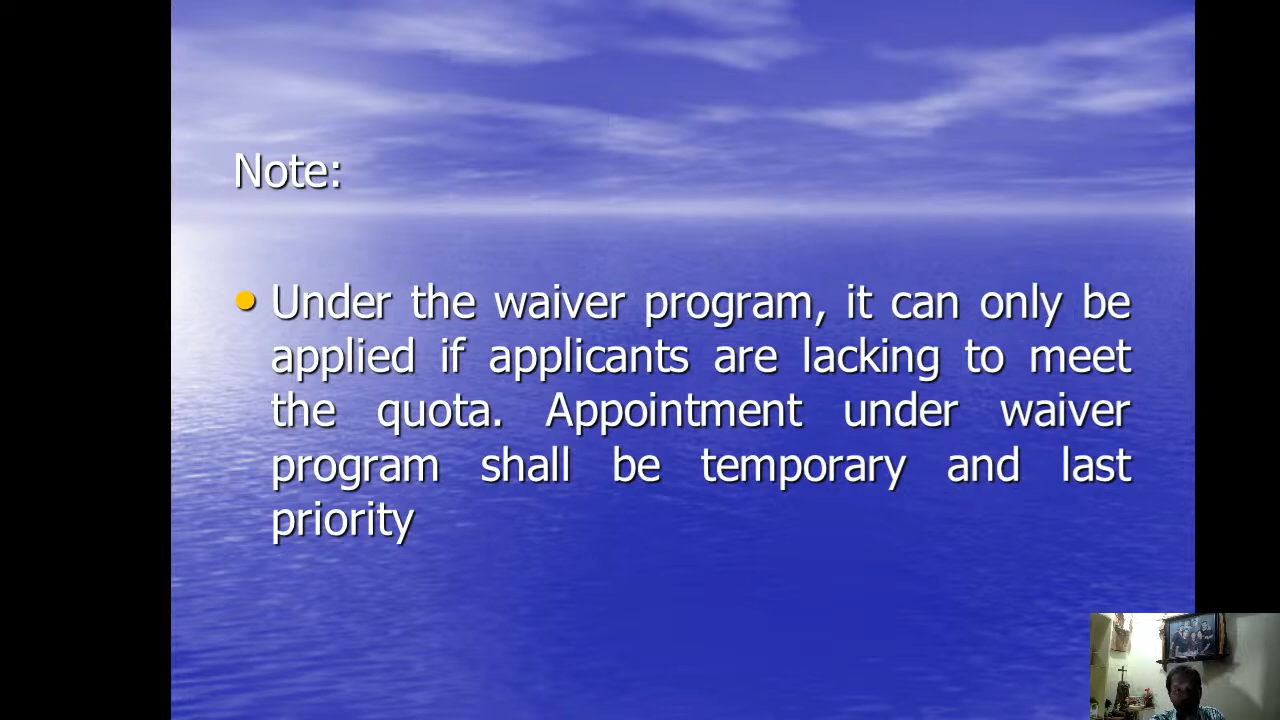 Note:
Under the waiver program, it can only be
applied if applicants are lacking to meet
the quota. Appointment under waiver
program shall be temporary and last
priority